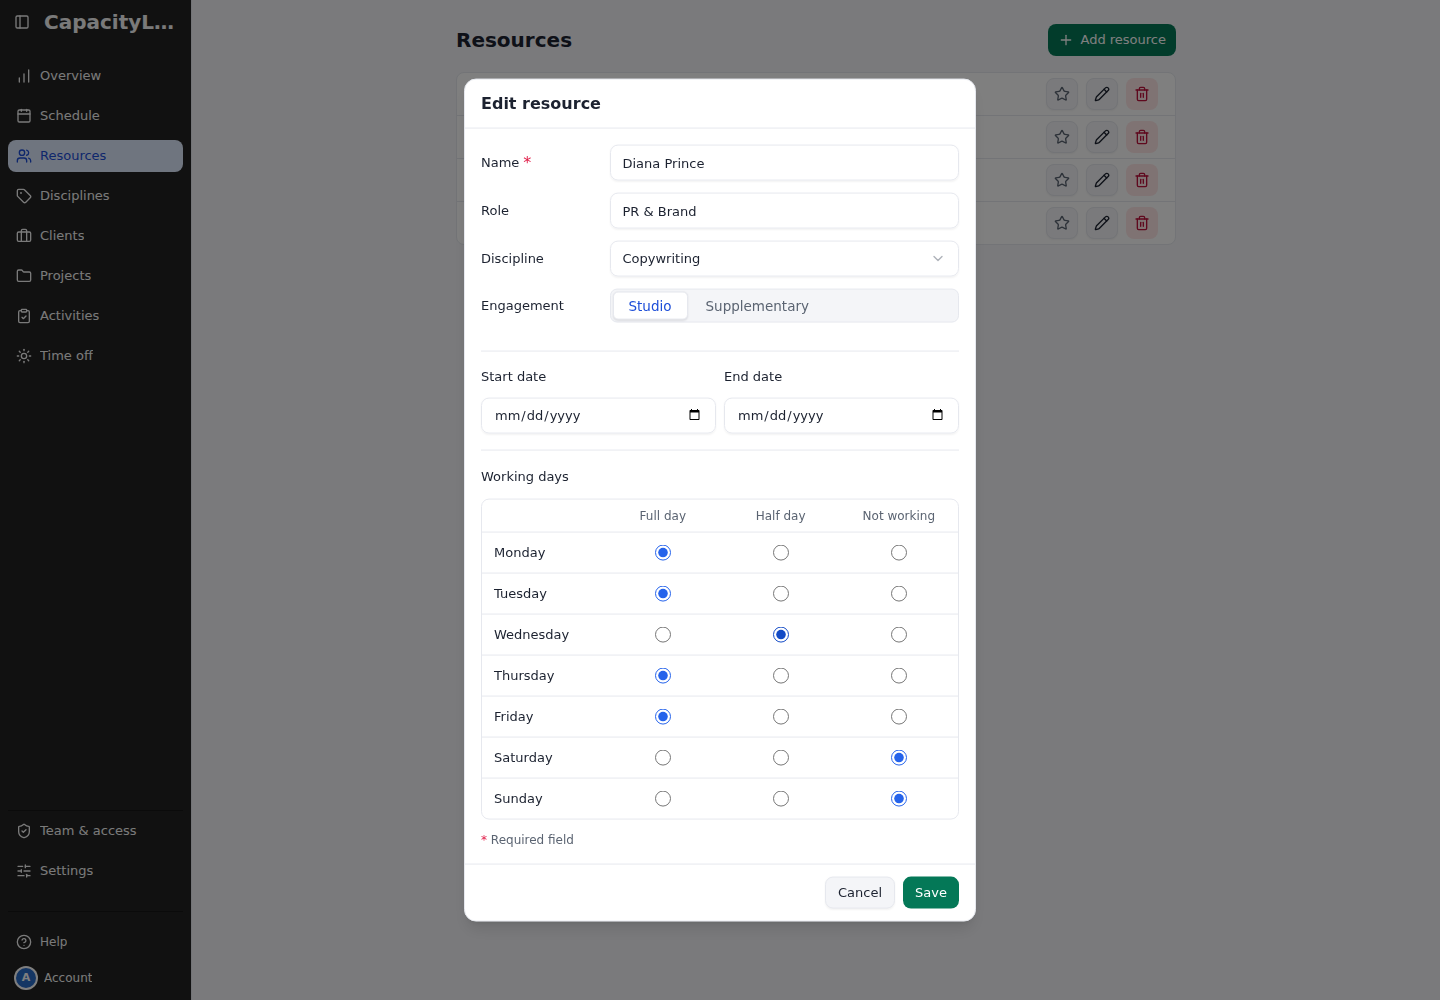 CapacityL...
Overview
Schedule
Resources
Disciplines
Clients
Projects
Activities
Time off
Team & access
Settings
Help
A Account
Resources
Add resource
Edit resource
Name *
Diana Prince
Role
PR & Brand
Discipline
Copywriting
Engagement
Studio Supplementary
Start date End date
mm/dd/yyyy mm/dd/yyyy
Working days
Full day Half day Not working
Monday
Tuesday
Wednesday
Thursday
Friday
Saturday
Sunday
* Required field
Cancel Save